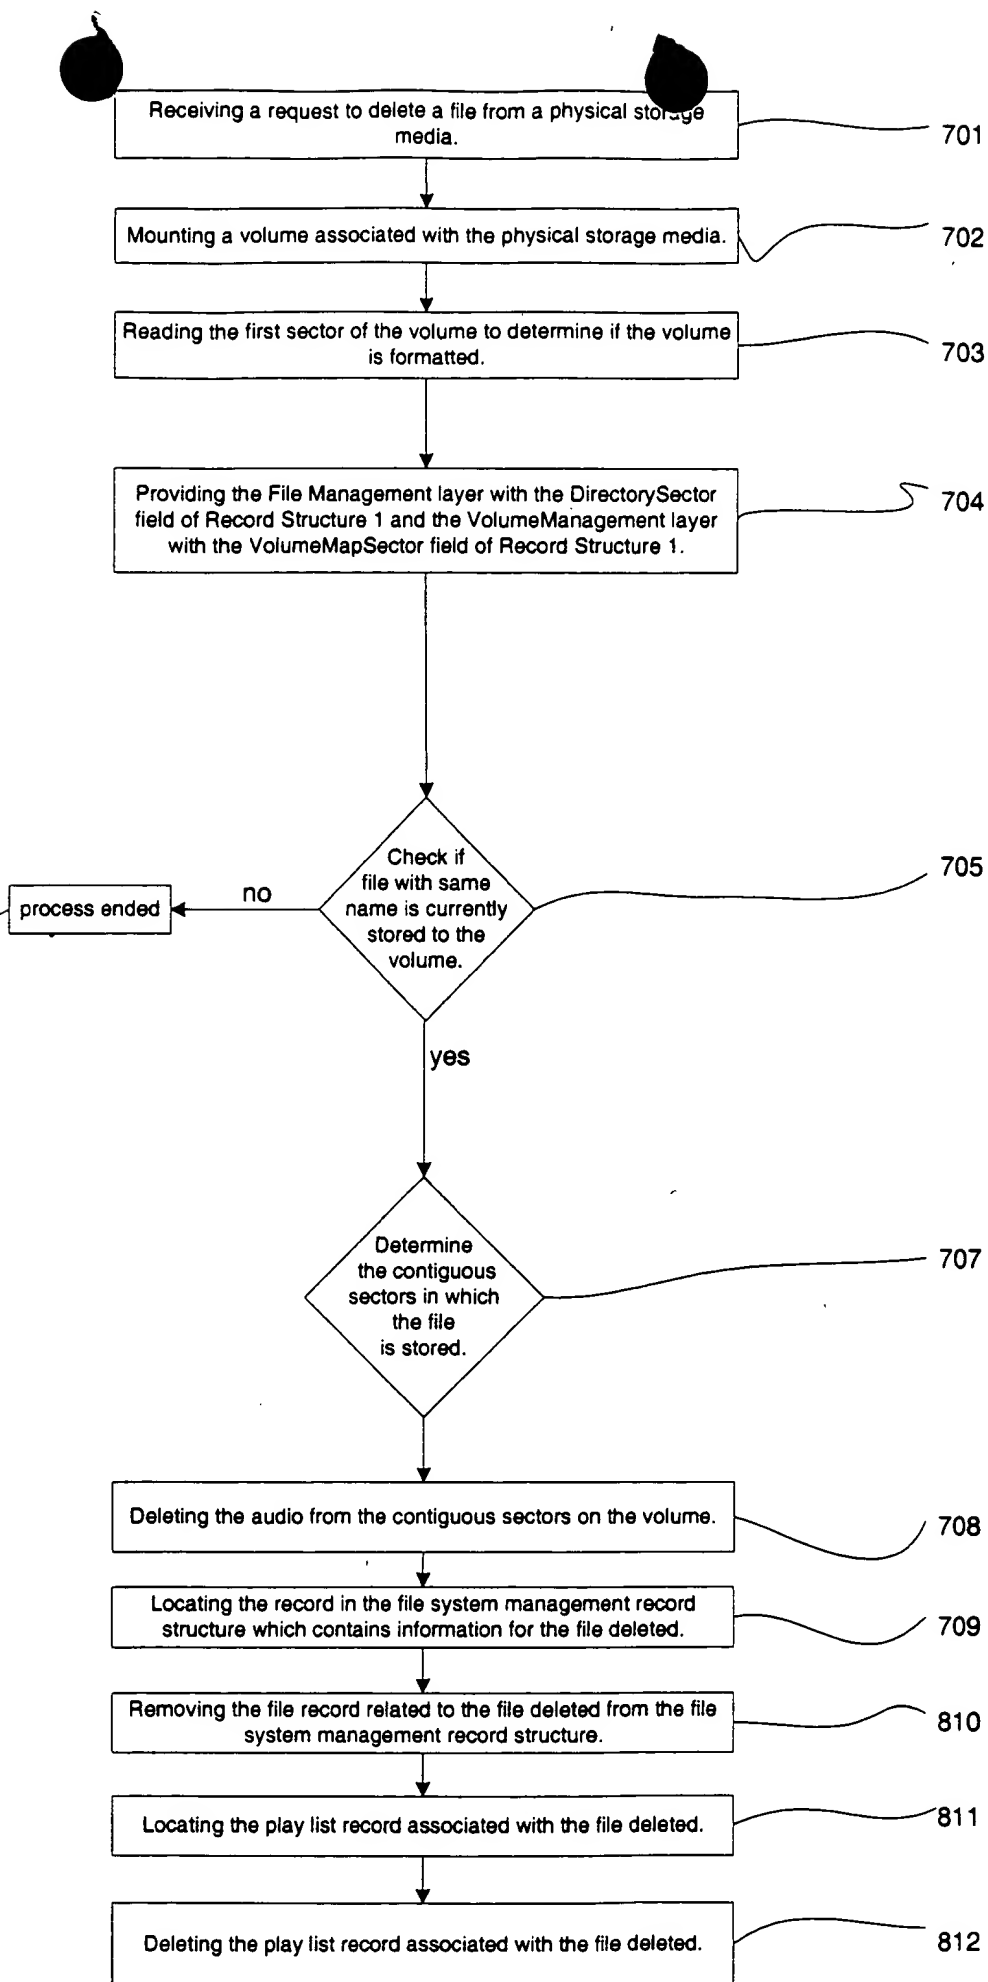 Receiving a request to delete a file from a physical storage
media.
701
Mounting a volume associated with the physical storage media.
702
Reading the first sector of the volume to determine if the volume
is formatted.
703
Providing the File Management layer with the DirectorySector
field of Record Structure 1 and the VolumeManagement layer
with the VolumeMapSector field of Record Structure 1.
704
Check if
file with same
name is currently
stored to the
volume.
705
no
process ended
yes
Determine
the contiguous
sectors in which
the file
is stored.
707
Deleting the audio from the contiguous sectors on the volume.
708
Locating the record in the file system management record
structure which contains information for the file deleted.
709
Removing the file record related to the file deleted from the file
system management record structure.
810
Locating the play list record associated with the file deleted.
811
Deleting the play list record associated with the file deleted.
812